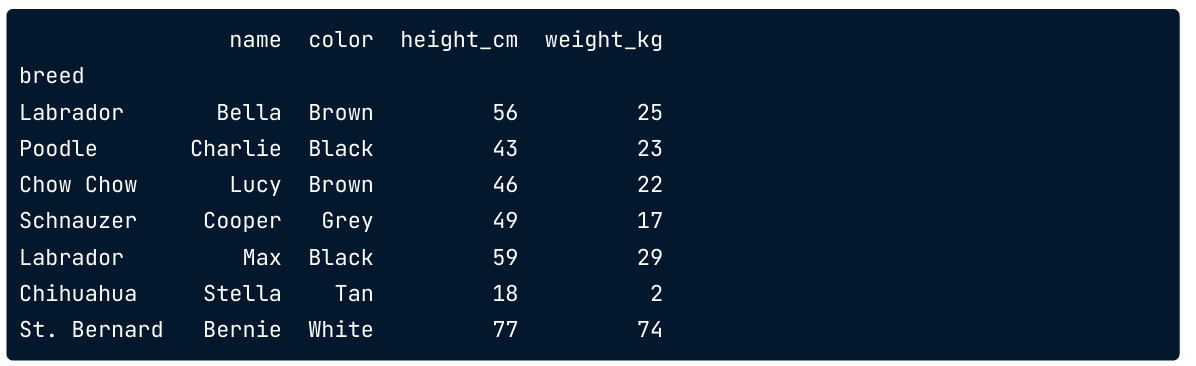 name color height_cm weight_kg
breed
Labrador Bella Brown 56 25
Poodle Charlie Black 43 23
Chow Chow Lucy Brown 46 22
Schnauzer Cooper Grey 49 17
Labrador Max Black 59 29
Chihuahua Stella Tan 18 2
St. Bernard Bernie White 77 74